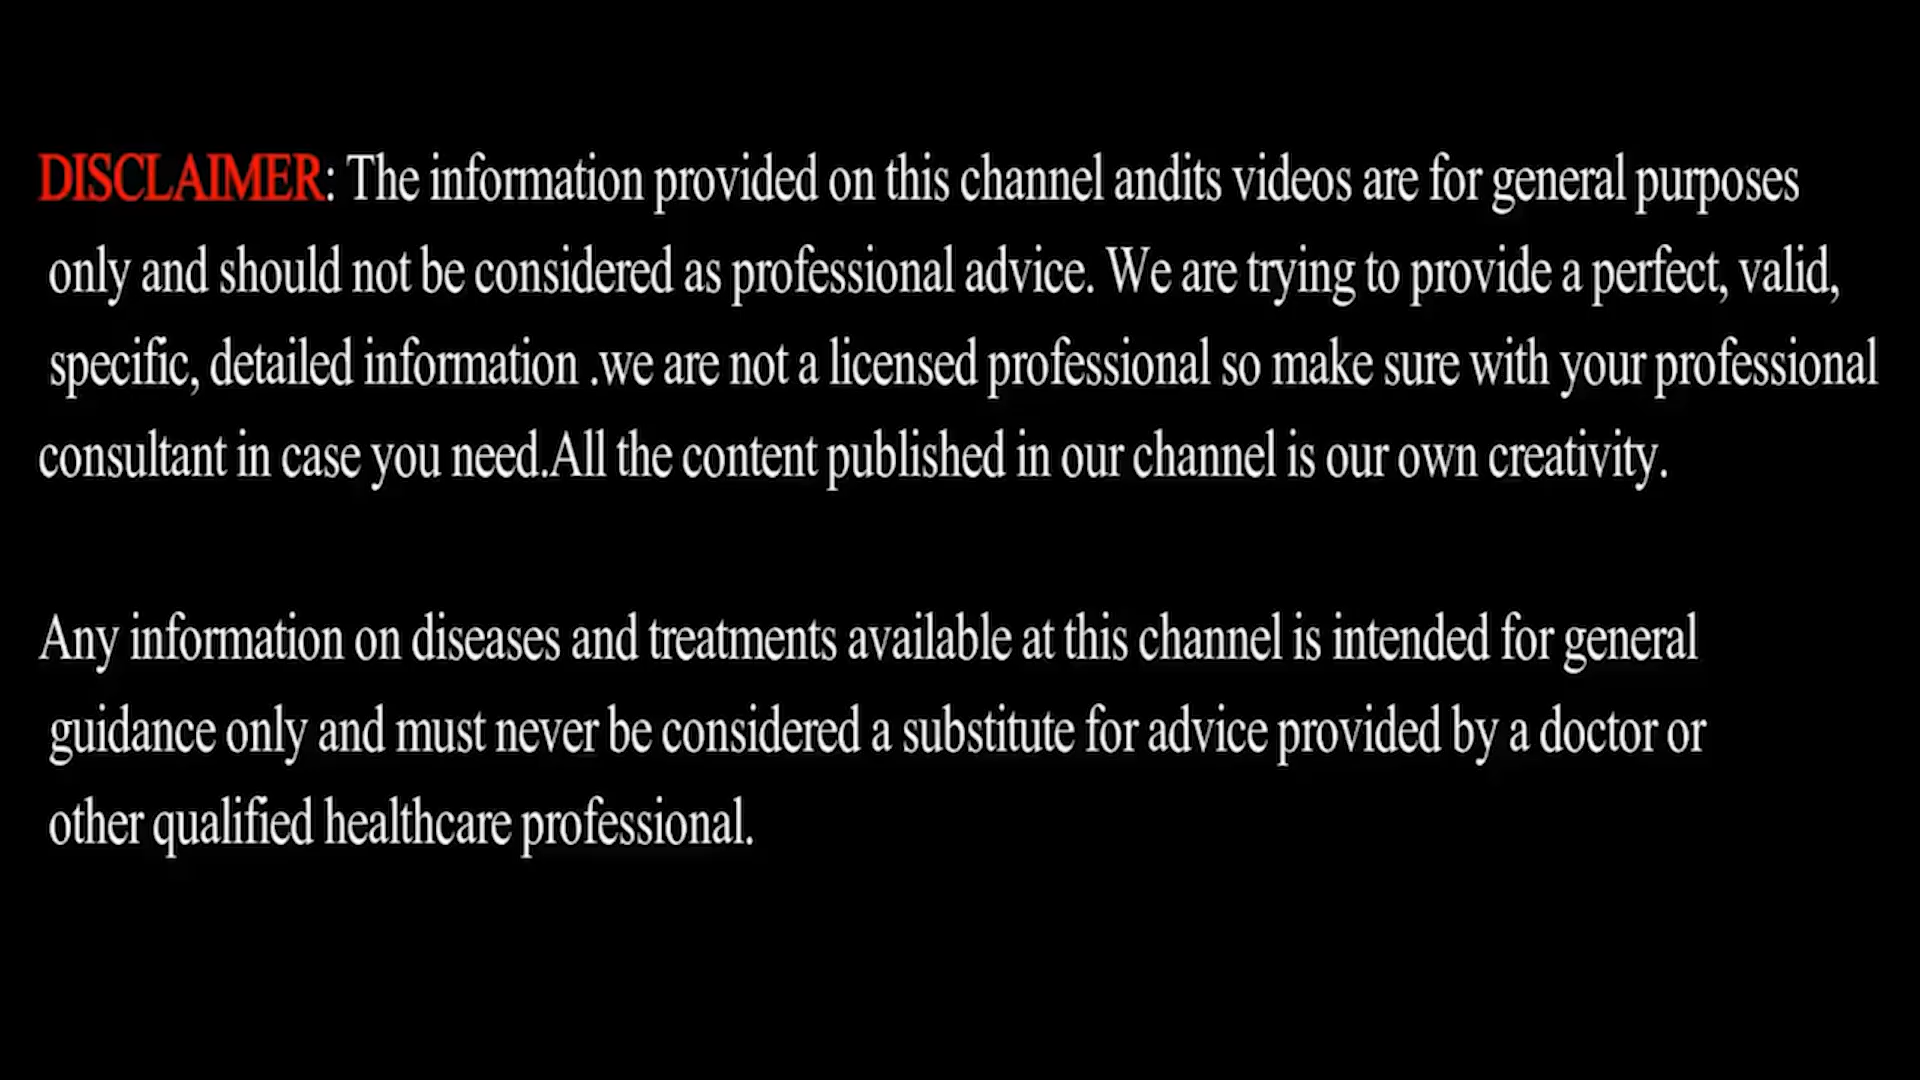 DISCLAIMER: The information provided on this channel andits videos are for general purposes
only and should not be considered as professional advice. We are trying to provide a perfect, valid,
specific, detailed information .we are not a licensed professional so make sure with your professional
consultant in case you need.All the content published in our channel is our own creativity.
Any information on diseases and treatments available at this channel is intended for general
guidance only and must never be considered a substitute for advice provided by a doctor or
other qualified healthcare professional.